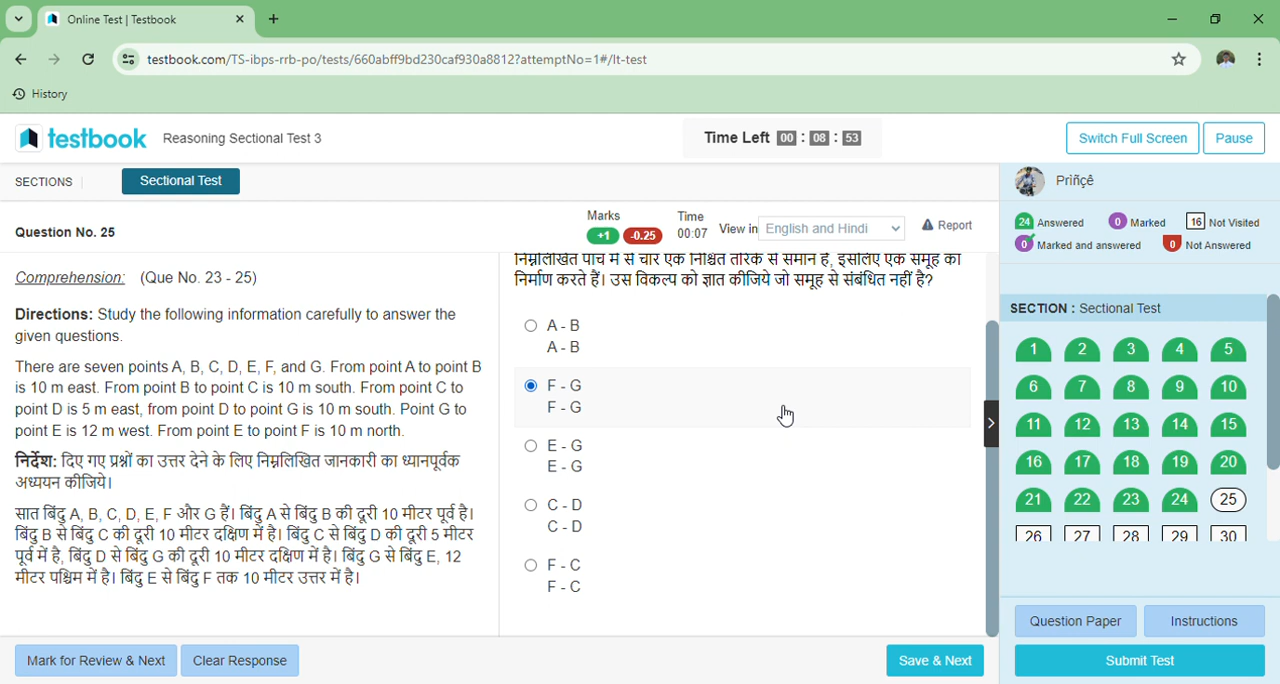 Online Test | Testbook
testbook.com/TS-ibps-rrb-po/tests/660abff9bd230caf930a8812?attemptNo=1#/lt-test
History
testbook Reasoning Sectional Test 3
Time Left 00 : 08 : 53
Switch Full Screen
Pause
SECTIONS
Sectional Test
Priñçê
Question No. 25
Marks
+1 -0.25
Time
00:07
View in English and Hindi
Report
24 Answered
0 Marked
16 Not Visited
0 Marked and answered
0 Not Answered
Comprehension: (Que No. 23 - 25)
Directions: Study the following information carefully to answer the
given questions.
There are seven points A, B, C, D, E, F, and G. From point A to point B
is 10 m east. From point B to point C is 10 m south. From point C to
point D is 5 m east, from point D to point G is 10 m south. Point G to
point E is 12 m west. From point E to point F is 10 m north.
निर्देश: दिए गए प्रश्नों का उत्तर देने के लिए निम्नलिखित जानकारी का ध्यानपूर्वक
अध्ययन कीजिये।
सात बिंदु A, B, C, D, E, F और G हैं। बिंदु A से बिंदु B की दूरी 10 मीटर पूर्व है।
बिंदु B से बिंदु C की दूरी 10 मीटर दक्षिण में है। बिंदु C से बिंदु D की दूरी 5 मीटर
पूर्व में है, बिंदु D से बिंदु G की दूरी 10 मीटर दक्षिण में है। बिंदु G से बिंदु E, 12
मीटर पश्चिम में है। बिंदु E से बिंदु F तक 10 मीटर उत्तर में है।
निम्नलिखित पांच में से चार एक निश्चित तरीके से समान हैं, इसलिए एक समूह का
निर्माण करते हैं। उस विकल्प को ज्ञात कीजिये जो समूह से संबंधित नहीं है?
A - B
A - B
F - G
F - G
E - G
E - G
C - D
C - D
F - C
F - C
SECTION : Sectional Test
1 2 3 4 5
6 7 8 9 10
11 12 13 14 15
16 17 18 19 20
21 22 23 24 25
26 27 28 29 30
Question Paper
Instructions
Mark for Review & Next
Clear Response
Save & Next
Submit Test